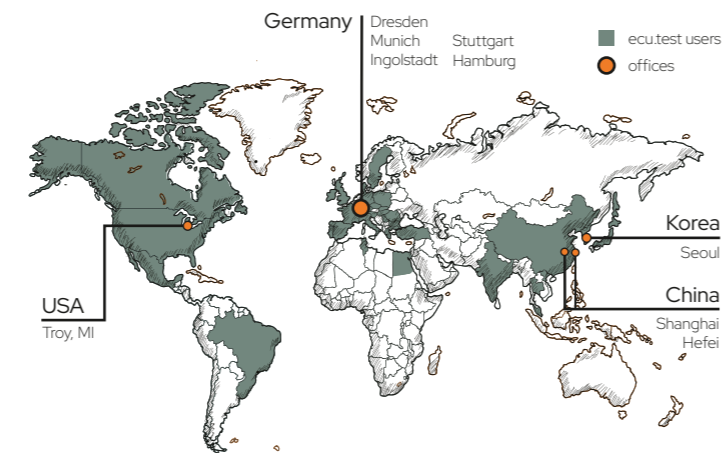 Germany
Dresden
Munich
Ingolstadt
Stuttgart
Hamburg
ecu.test users
offices
USA
Troy, MI
Korea
Seoul
China
Shanghai
Hefei